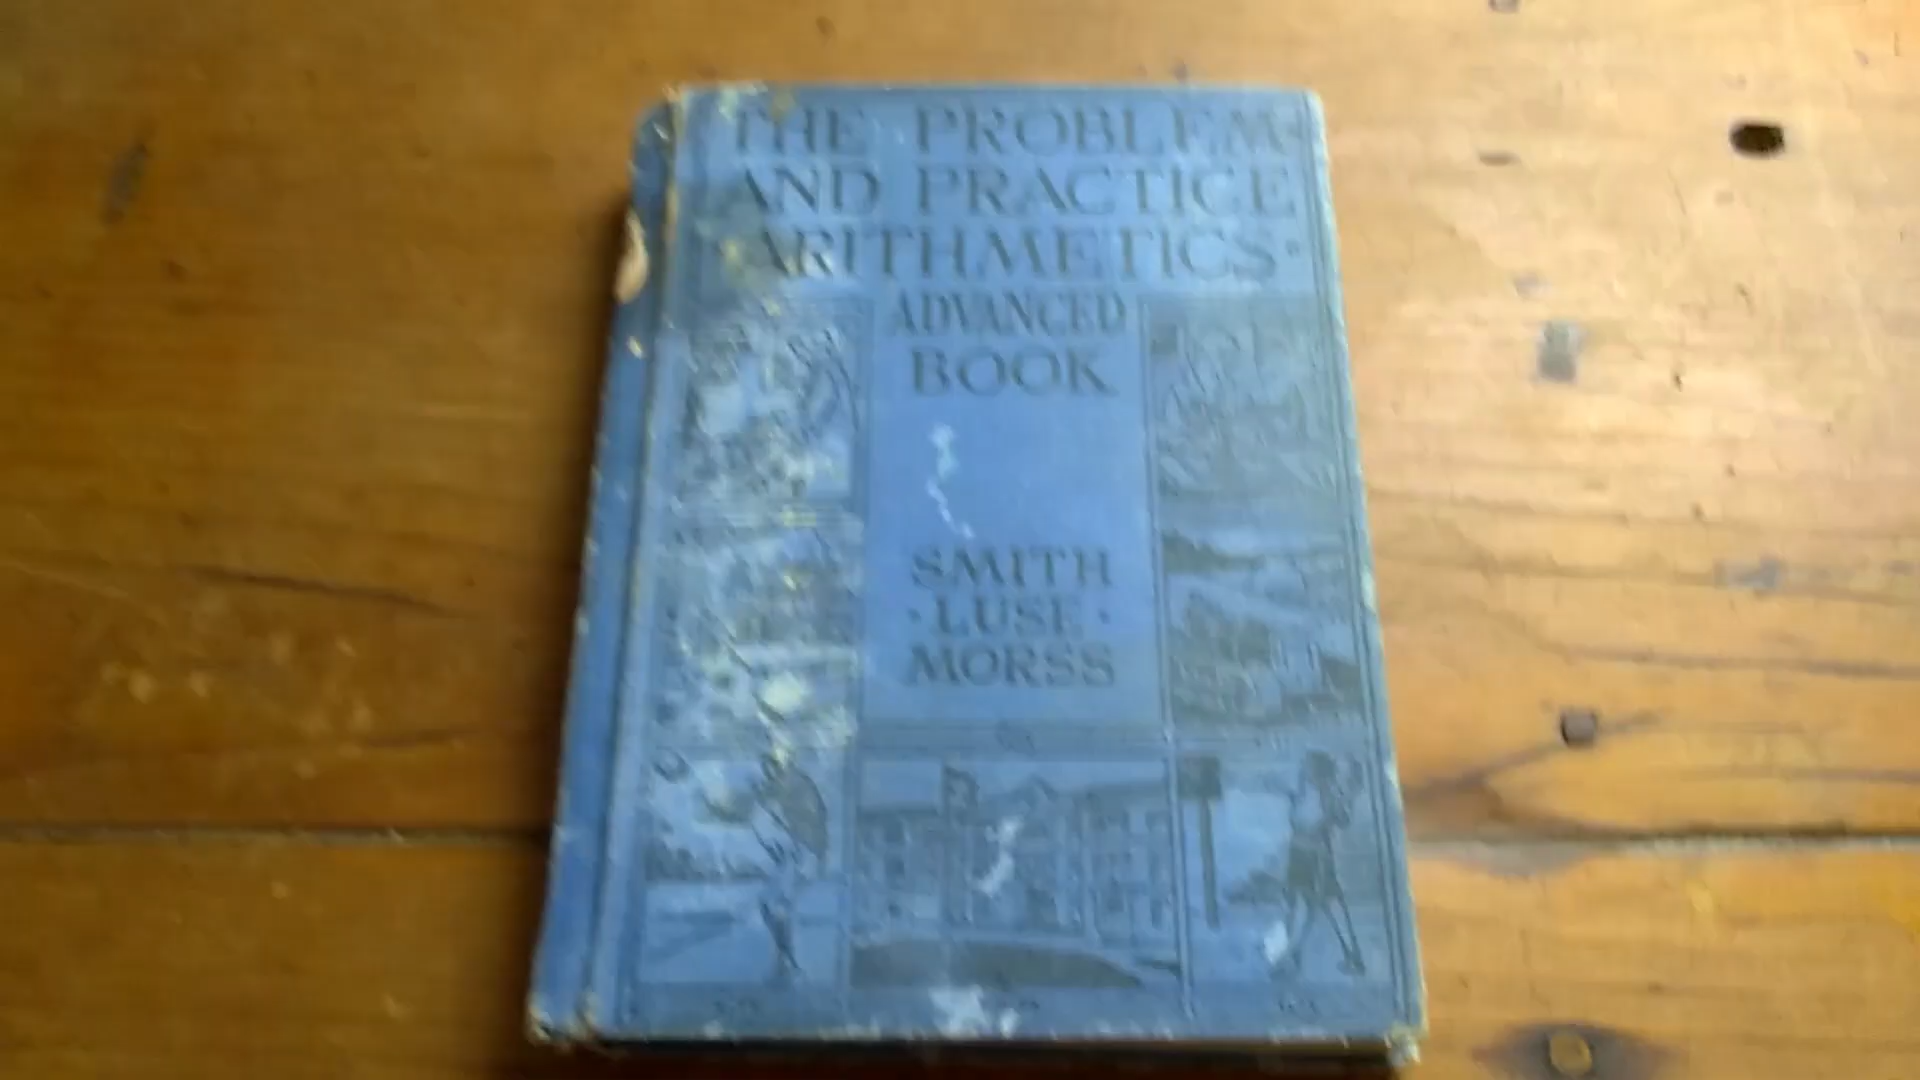 THE PROBLEM
AND PRACTICE
ARITHMETICS·
ADVANCED
BOOK
SMITH
·LUSE·
MORSS